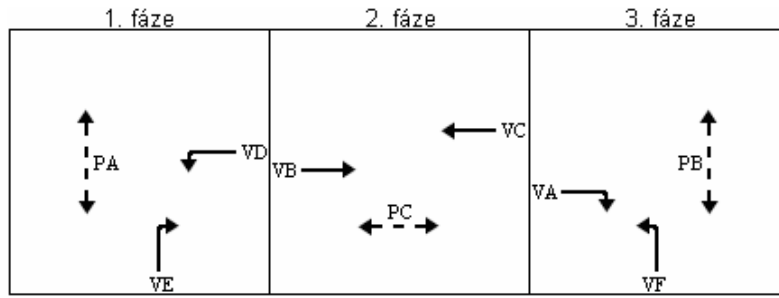 1. fáze 2. fáze 3. fáze
VC
PA VD PB
VB
VA
PC
VE VF